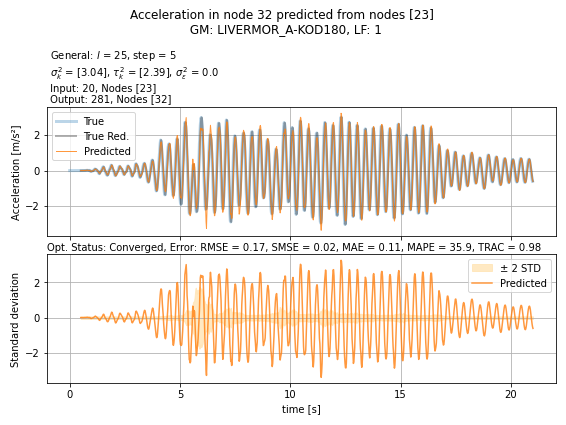 Acceleration in node 32 predicted from nodes [23]
GM: LIVERMOR_A-KOD180, LF: 1
General: l = 25, step = 5
σ²ₖ = [3.04], τ²ₖ = [2.39], σ²ε = 0.0
Input: 20, Nodes [23]
Output: 281, Nodes [32]
Acceleration [m/s²]
2
0
−2
True
True Red.
Predicted
Opt. Status: Converged, Error: RMSE = 0.17, SMSE = 0.02, MAE = 0.11, MAPE = 35.9, TRAC = 0.98
Standard deviation
2
0
−2
± 2 STD
Predicted
0 5 10 15 20
time [s]